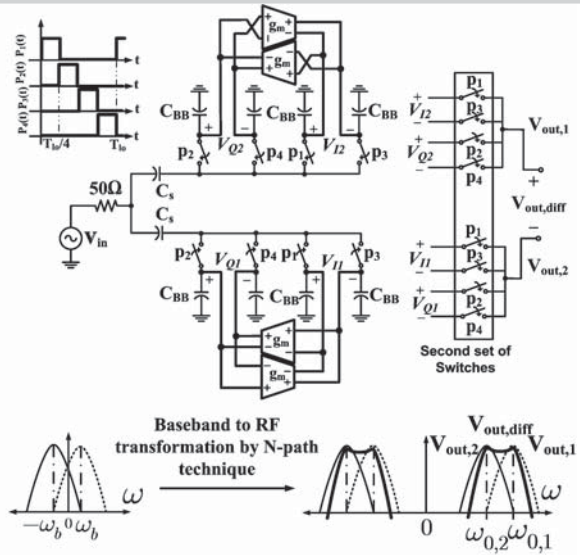 P₁(t)
P₂(t)
P₃(t)
P₄(t)
t
t
t
t
T_lo/4
T_lo
g_m
g_m
C_BB
C_BB
C_BB
C_BB
V_Q2
V_I2
p₂
p₄
p₁
p₃
50Ω
V_in
C_s
C_s
p₂
V_Q1
p₄
p₁
V_I1
p₃
C_BB
C_BB
C_BB
C_BB
g_m
g_m
p₁
V_I2
p₃
V_Q2
p₂
p₄
V_out,1
V_out,diff
V_out,2
p₁
V_I1
p₃
V_Q1
p₂
p₄
Second set of
Switches
Baseband to RF
transformation by N-path
technique
−ω_b 0 ω_b
ω
V_out,2
V_out,diff
V_out,1
ω
0
ω_0,2
ω_0,1